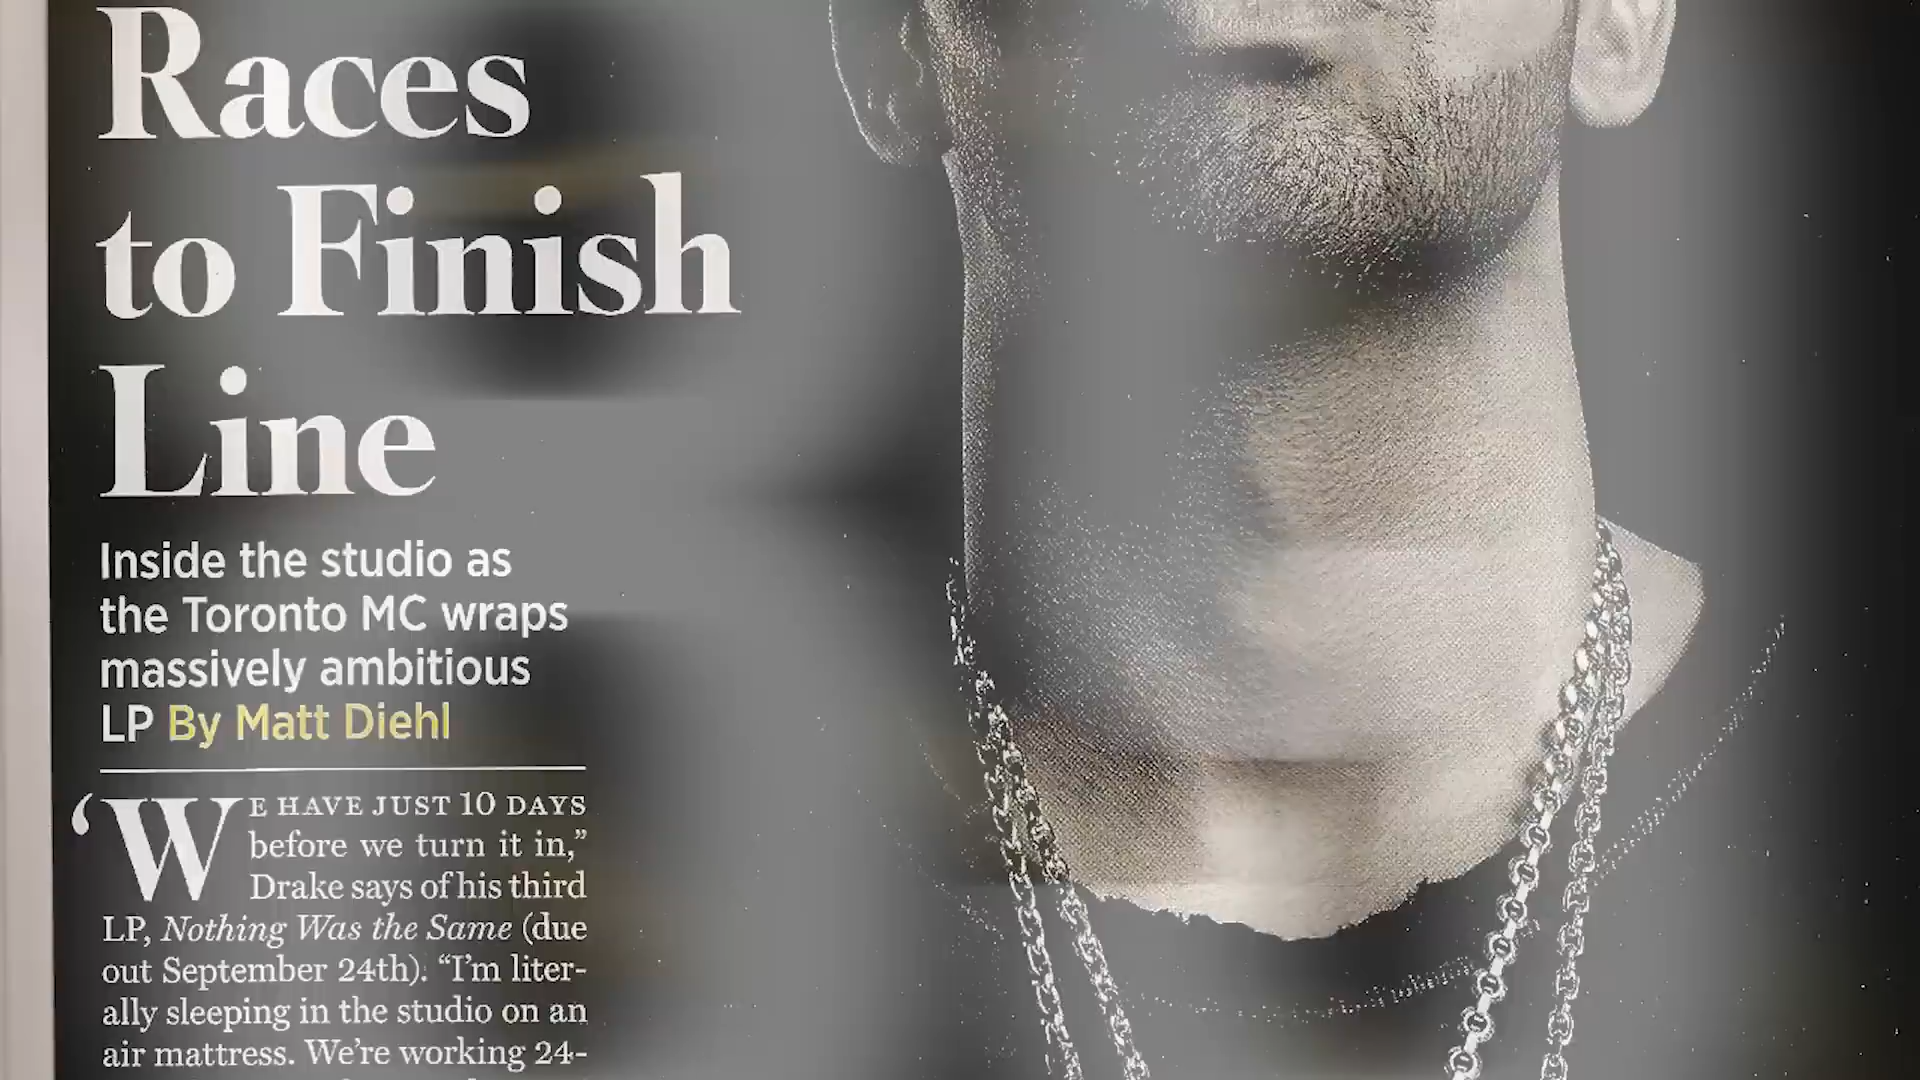 Races
to Finish
Line
Inside the studio as
the Toronto MC wraps
massively ambitious
LP By Matt Diehl
‘WE HAVE JUST 10 DAYS
before we turn it in,”
Drake says of his third
LP, Nothing Was the Same (due
out September 24th). “I’m liter-
ally sleeping in the studio on an
air mattress. We’re working 24-